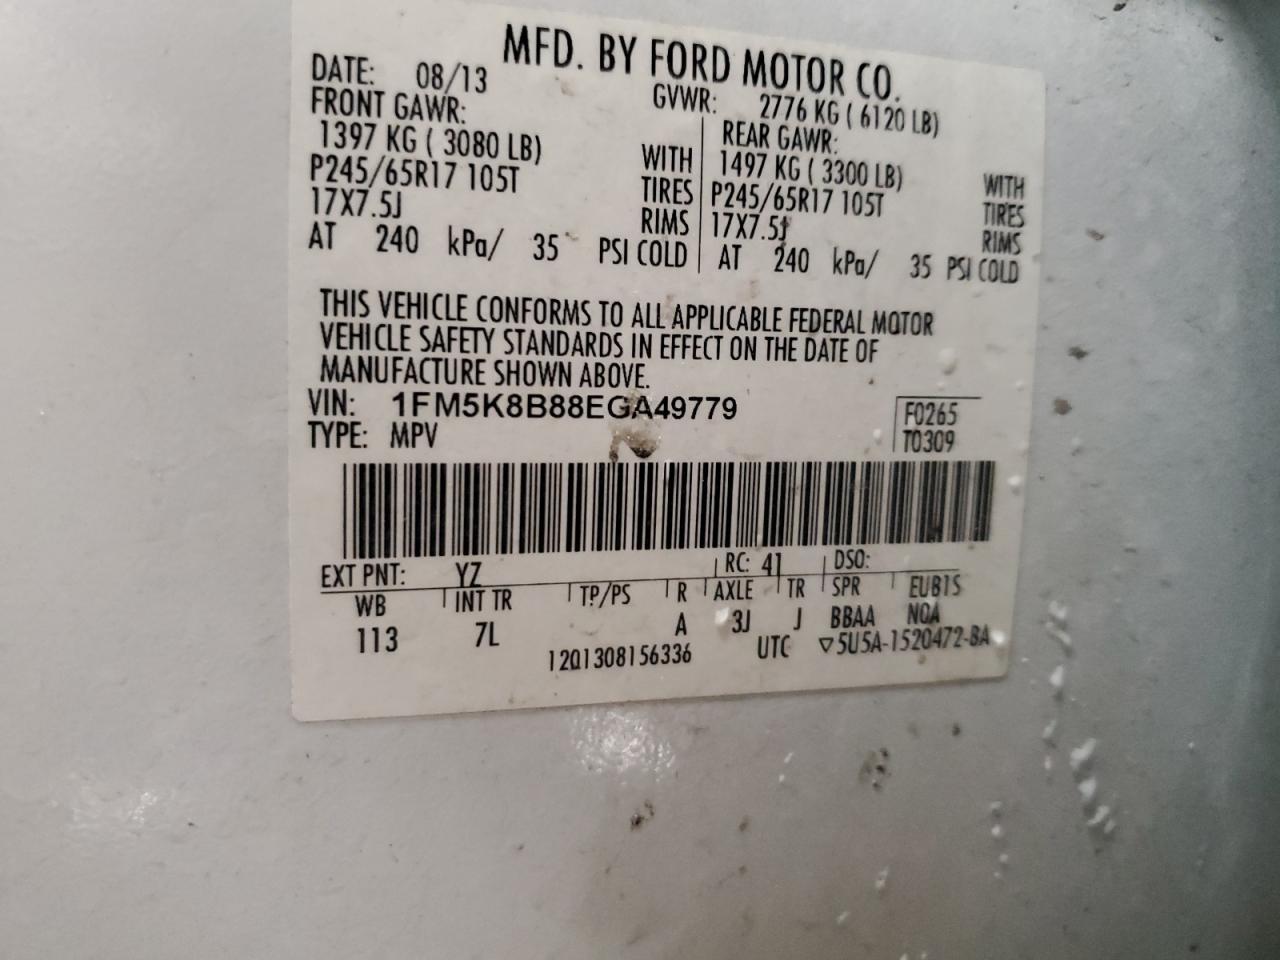 MFD. BY FORD MOTOR CO.
DATE: 08/13 GVWR: 2776 KG ( 6120 LB)
FRONT GAWR: REAR GAWR:
1397 KG ( 3080 LB) WITH 1497 KG ( 3300 LB) WITH
P245/65R17 105T TIRES P245/65R17 105T TIRES
17X7.5J RIMS 17X7.5J RIMS
AT 240 kPa/ 35 PSI COLD AT 240 kPa/ 35 PSI COLD
THIS VEHICLE CONFORMS TO ALL APPLICABLE FEDERAL MOTOR
VEHICLE SAFETY STANDARDS IN EFFECT ON THE DATE OF
MANUFACTURE SHOWN ABOVE.
VIN: 1FM5K8B88EGA49779 F0265
TYPE: MPV T0309
EXT PNT: YZ RC: 41 DSO:
WB INT TR TP/PS R AXLE TR SPR EUB1S
113 7L A 3J J BBAA NQA
12Q1308156336 UTC ▽5U5A-1520472-BA